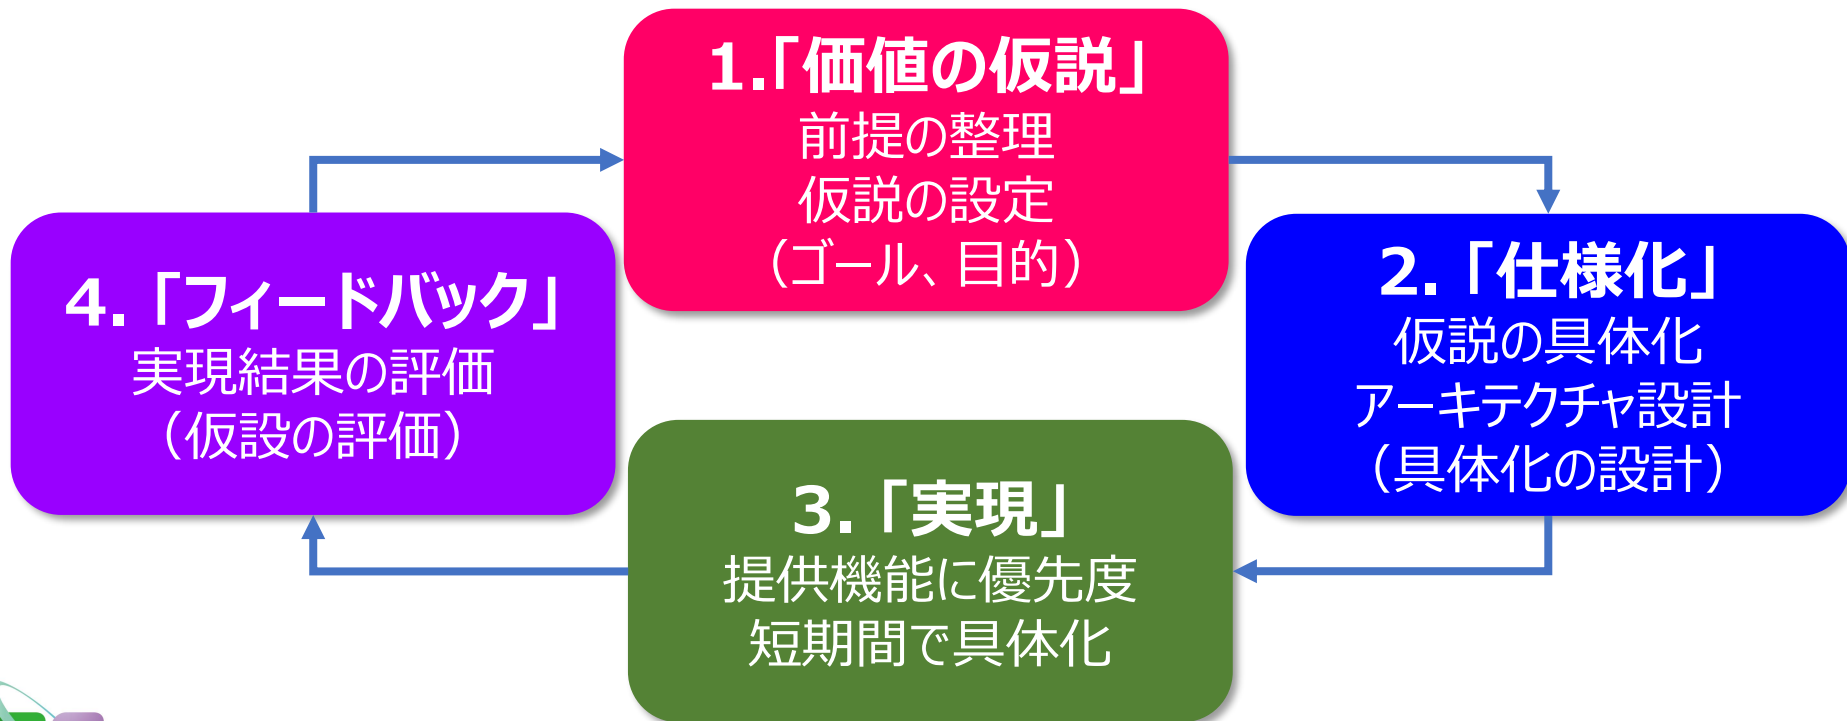 1.「価値の仮説」
前提の整理
仮説の設定
（ゴール、目的）
2.「仕様化」
仮説の具体化
アーキテクチャ設計
（具体化の設計）
3.「実現」
提供機能に優先度
短期間で具体化
4.「フィードバック」
実現結果の評価
（仮設の評価）